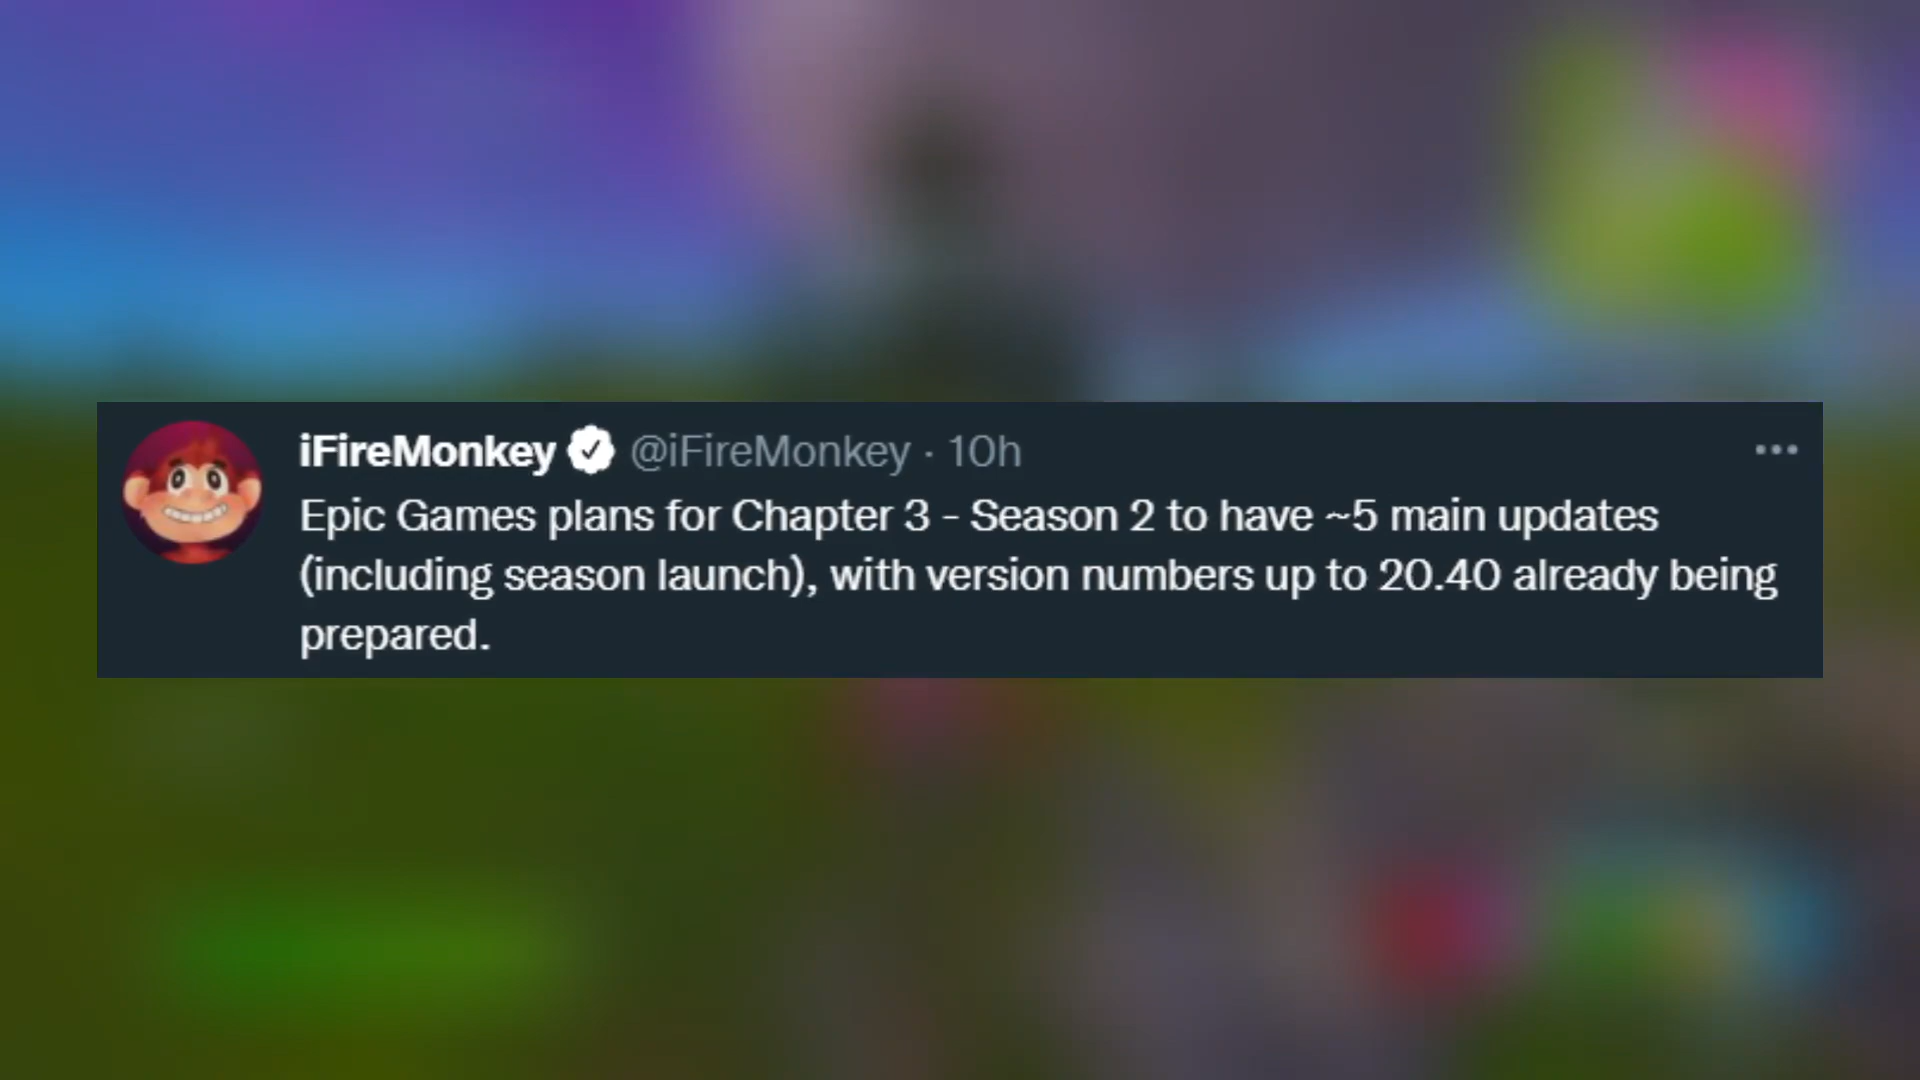 iFireMonkey @iFireMonkey · 10h
Epic Games plans for Chapter 3 - Season 2 to have ~5 main updates
(including season launch), with version numbers up to 20.40 already being
prepared.